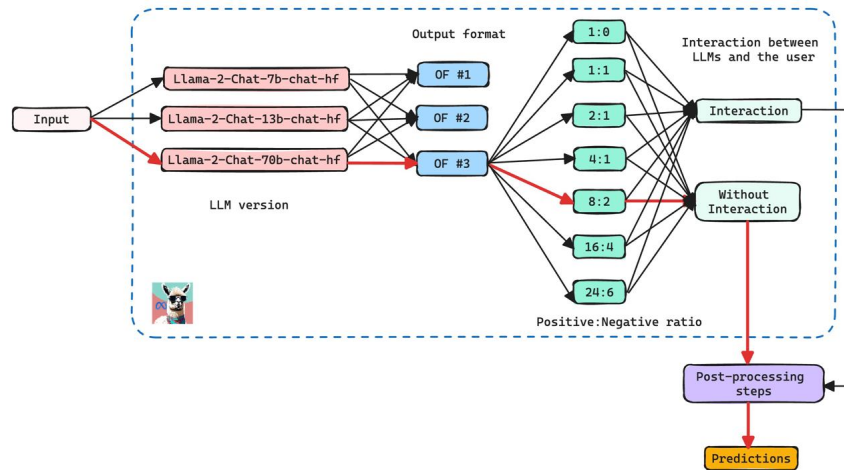 Input
Llama-2-Chat-7b-chat-hf
Llama-2-Chat-13b-chat-hf
Llama-2-Chat-70b-chat-hf
LLM version
Output format
OF #1
OF #2
OF #3
1:0
1:1
2:1
4:1
8:2
16:4
24:6
Positive:Negative ratio
Interaction between
LLMs and the user
Interaction
Without
Interaction
Post-processing
steps
Predictions